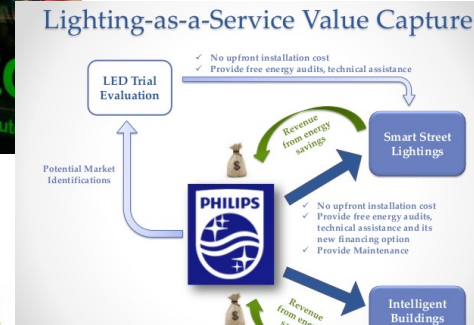 Lighting-as-a-Service Value Capture
✓ No upfront installation cost
✓ Provide free energy audits, technical assistance
LED Trial
Evaluation
Revenue
from energy
savings
Smart Street
Lightings
Potential Market
Identifications
$
PHILIPS
✓ No upfront installation cost
✓ Provide free energy audits,
technical assistance and its
new financing option
✓ Provide Maintenance
Revenue
$
Intelligent
Buildings